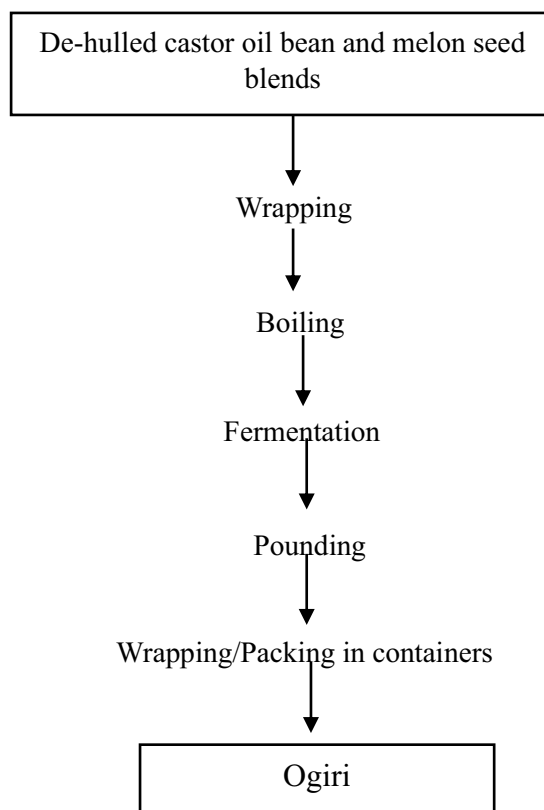 De-hulled castor oil bean and melon seed
blends
Wrapping
Boiling
Fermentation
Pounding
Wrapping/Packing in containers
Ogiri